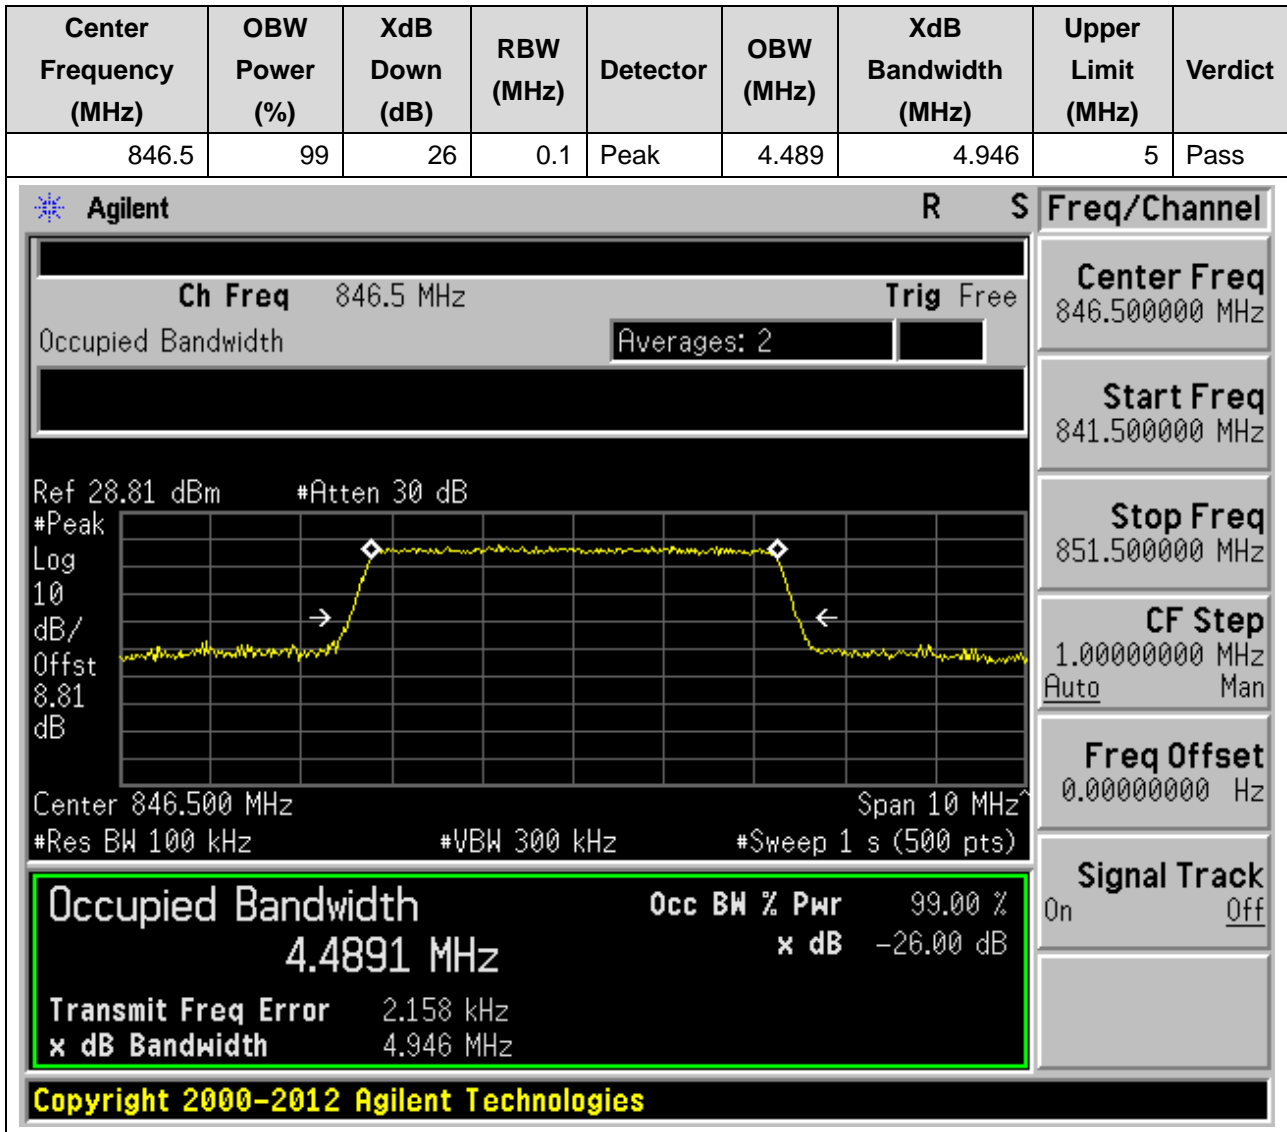 Center Frequency (MHz) OBW Power (%) XdB Down (dB) RBW (MHz) Detector OBW (MHz) XdB Bandwidth (MHz) Upper Limit (MHz) Verdict
846.5 99 26 0.1 Peak 4.489 4.946 5 Pass
Agilent R S Freq/Channel
Ch Freq 846.5 MHz Trig Free
Occupied Bandwidth Averages: 2
Center Freq
846.500000 MHz
Start Freq
841.500000 MHz
Stop Freq
851.500000 MHz
CF Step
1.00000000 MHz
Auto Man
Freq Offset
0.00000000 Hz
Signal Track
On Off
Ref 28.81 dBm #Atten 30 dB
#Peak
Log
10
dB/
Offst
8.81
dB
Center 846.500 MHz Span 10 MHz^
#Res BW 100 kHz #VBW 300 kHz #Sweep 1 s (500 pts)
Occupied Bandwidth Occ BW % Pwr 99.00 %
4.4891 MHz x dB -26.00 dB
Transmit Freq Error 2.158 kHz
x dB Bandwidth 4.946 MHz
Copyright 2000-2012 Agilent Technologies